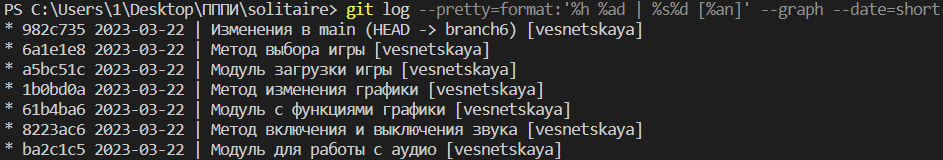 PS C:\Users\1\Desktop\ПППИ\solitaire> git log --pretty=format:'%h %ad | %s%d [%an]' --graph --date=short
* 982c735 2023-03-22 | Изменения в main (HEAD -> branch6) [vesnetskaya]
* 6a1e1e8 2023-03-22 | Метод выбора игры [vesnetskaya]
* a5bc51c 2023-03-22 | Модуль загрузки игры [vesnetskaya]
* 1b0bd0a 2023-03-22 | Метод изменения графики [vesnetskaya]
* 61b4ba6 2023-03-22 | Модуль с функциями графики [vesnetskaya]
* 8223ac6 2023-03-22 | Метод включения и выключения звука [vesnetskaya]
* ba2c1c5 2023-03-22 | Модуль для работы с аудио [vesnetskaya]